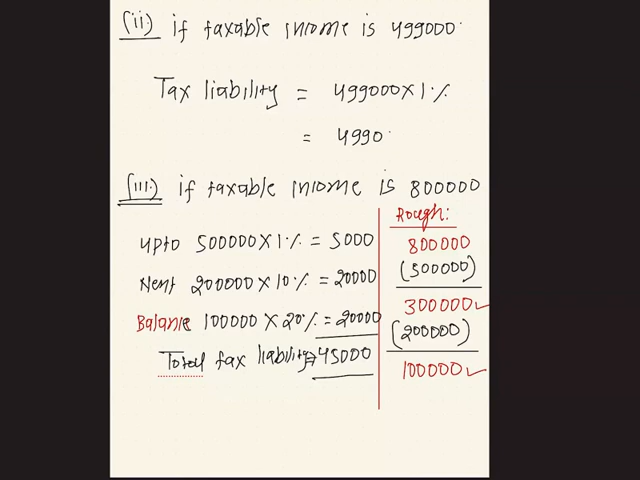 (ii) if taxable income is 499000.
Tax liability = 499000 X 1%
= 4990.
(iii) if taxable income is 800000
upto 500000 X 1% = 5000
Next 200000 X 10% = 20000
Balance 100000 X 20% = 20000
Total tax liability = 45000
Rough:
800000
(500000)
300000 ✓
(200000)
100000 ✓